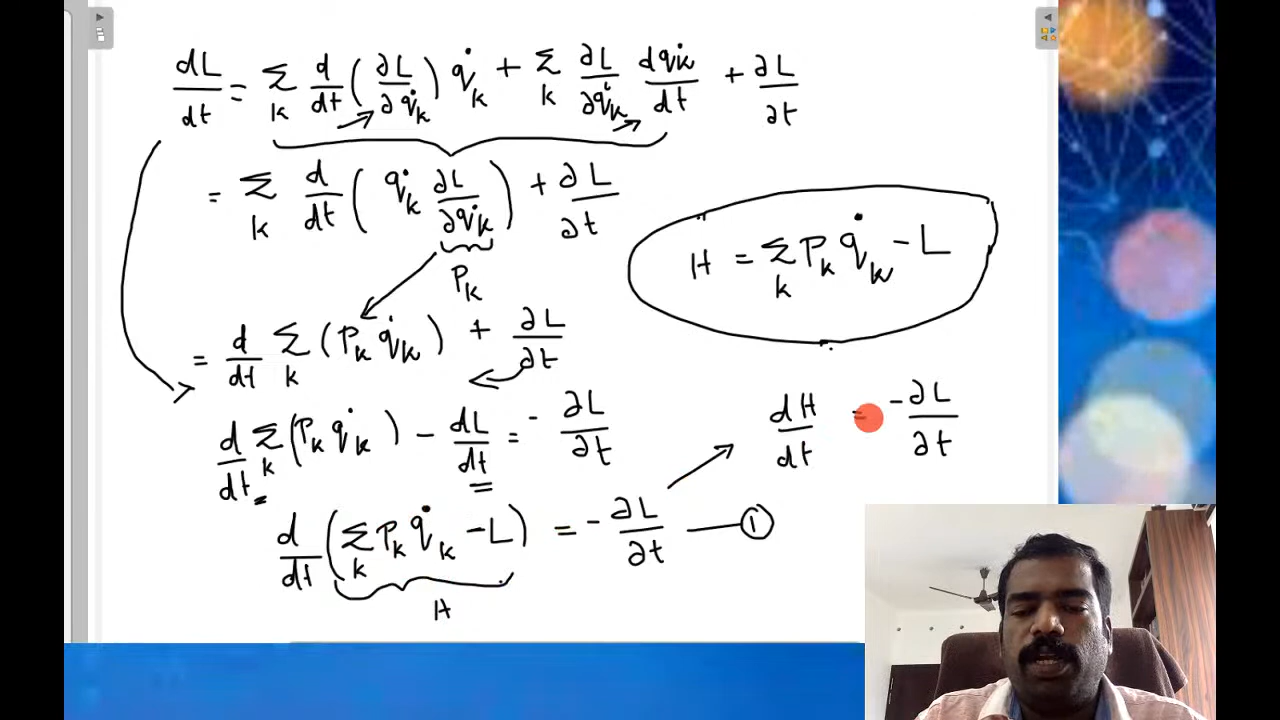 dL/dt = Σ_k d/dt (∂L/∂q̇_k) q̇_k + Σ_k ∂L/∂q̇_k dq̇_k/dt + ∂L/∂t
= Σ_k d/dt (q̇_k ∂L/∂q̇_k) + ∂L/∂t
P_k
H = Σ_k P_k q̇_k - L
= d/dt Σ_k (P_k q̇_k) + ∂L/∂t
d/dt Σ_k (P_k q̇_k) - dL/dt = - ∂L/∂t
dH/dt = -∂L/∂t
d/dt (Σ_k P_k q̇_k - L) = - ∂L/∂t — ①
H